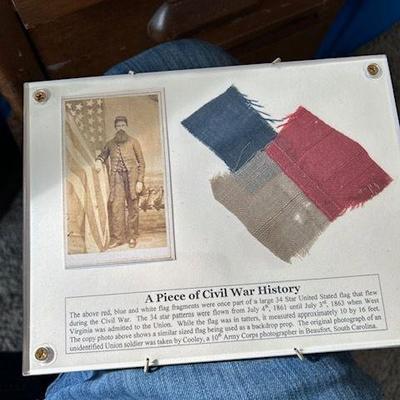 A Piece of Civil War History
The above red, blue and white flag fragments were once part of a large 34 Star United Stated flag that flew
during the Civil War. The 34 star patterns were flown from July 4th, 1861 until July 3rd, 1863 when West
Virginia was admitted to the Union. While the flag was in tatters, it measured approximately 10 by 16 feet.
The copy photo above shows a similar sized flag being used as a backdrop prop. The original photograph of an
unidentified Union soldier was taken by Cooley, a 10th Army Corps photographer in Beaufort, South Carolina.